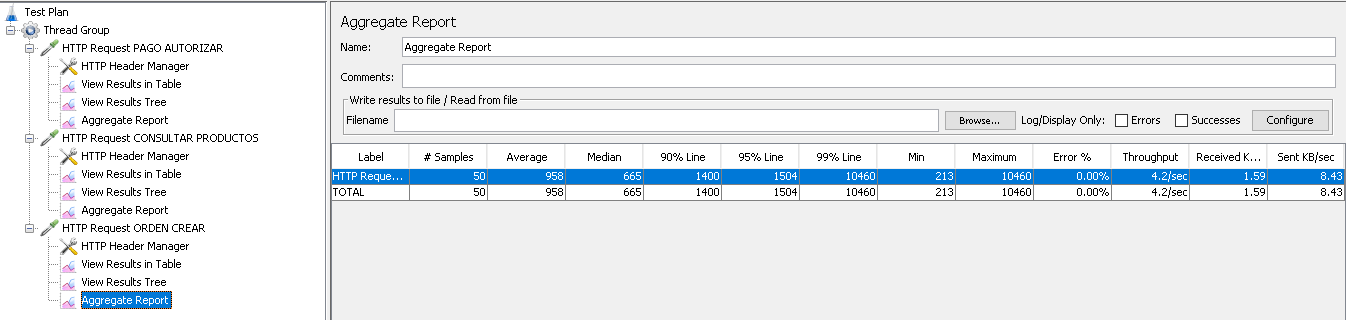 Test Plan
Thread Group
HTTP Request PAGO AUTORIZAR
HTTP Header Manager
View Results in Table
View Results Tree
Aggregate Report
HTTP Request CONSULTAR PRODUCTOS
HTTP Header Manager
View Results in Table
View Results Tree
Aggregate Report
HTTP Request ORDEN CREAR
HTTP Header Manager
View Results in Table
View Results Tree
Aggregate Report
Aggregate Report
Name: Aggregate Report
Comments:
Write results to file / Read from file
Filename Browse... Log/Display Only: Errors Successes Configure
Label # Samples Average Median 90% Line 95% Line 99% Line Min Maximum Error % Throughput Received K... Sent KB/sec
HTTP Reque... 50 958 665 1400 1504 10460 213 10460 0.00% 4.2/sec 1.59 8.43
TOTAL 50 958 665 1400 1504 10460 213 10460 0.00% 4.2/sec 1.59 8.43